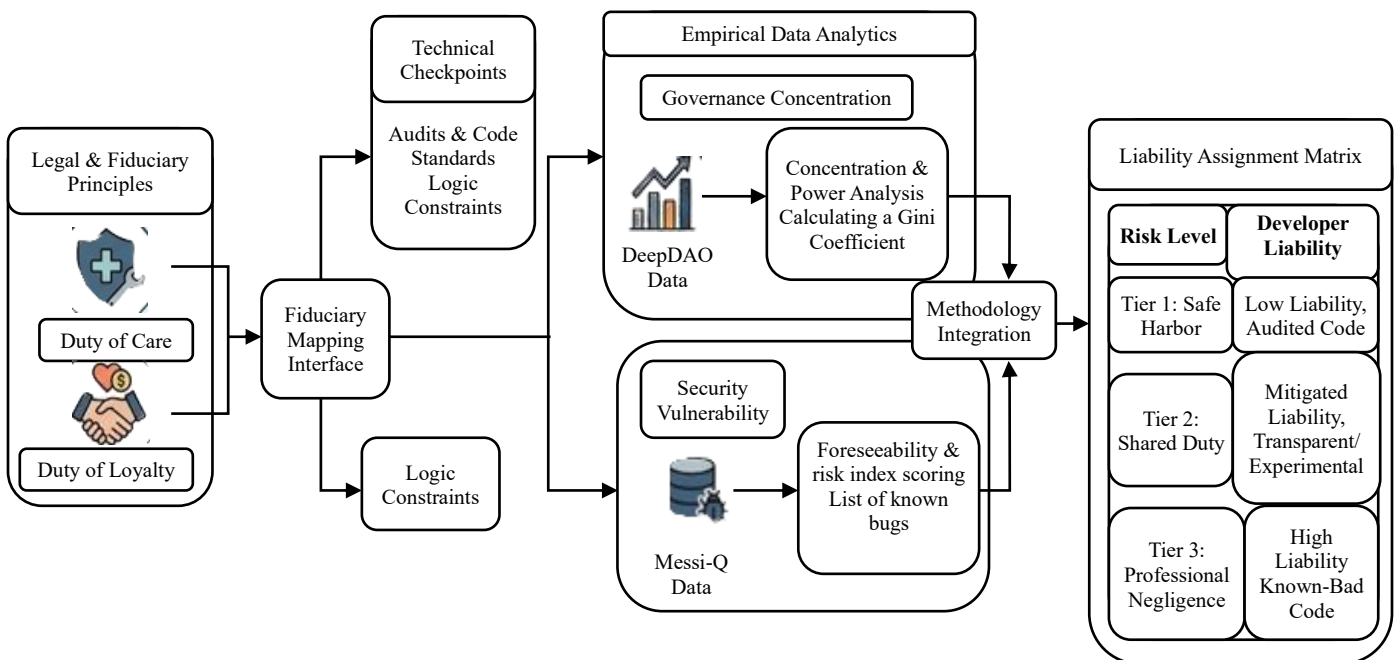 Legal & Fiduciary
Principles
Duty of Care
Duty of Loyalty
Fiduciary
Mapping
Interface
Technical
Checkpoints
Audits & Code
Standards
Logic
Constraints
Logic
Constraints
Empirical Data Analytics
Governance Concentration
DeepDAO
Data
Concentration &
Power Analysis
Calculating a Gini
Coefficient
Security
Vulnerability
Messi-Q
Data
Foreseeability &
risk index scoring
List of known
bugs
Methodology
Integration
Liability Assignment Matrix
Risk Level
Developer
Liability
Tier 1: Safe
Harbor
Low Liability,
Audited Code
Tier 2:
Shared Duty
Mitigated
Liability,
Transparent/
Experimental
Tier 3:
Professional
Negligence
High
Liability
Known-Bad
Code